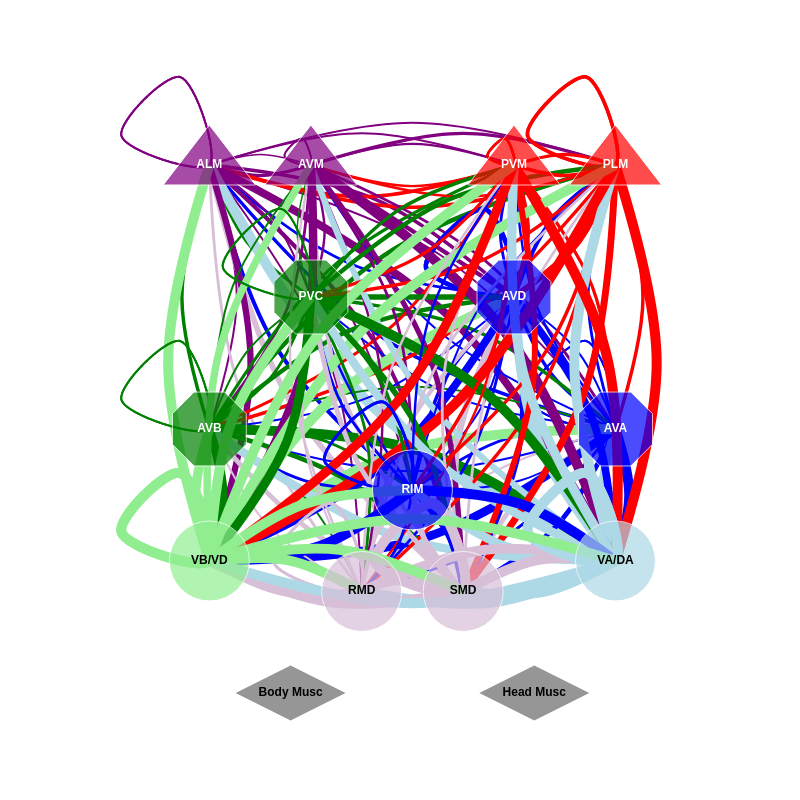 ALM
AVM
PVM
PLM
PVC
AVD
AVB
AVA
RIM
VB/VD
VA/DA
RMD
SMD
Body Musc
Head Musc